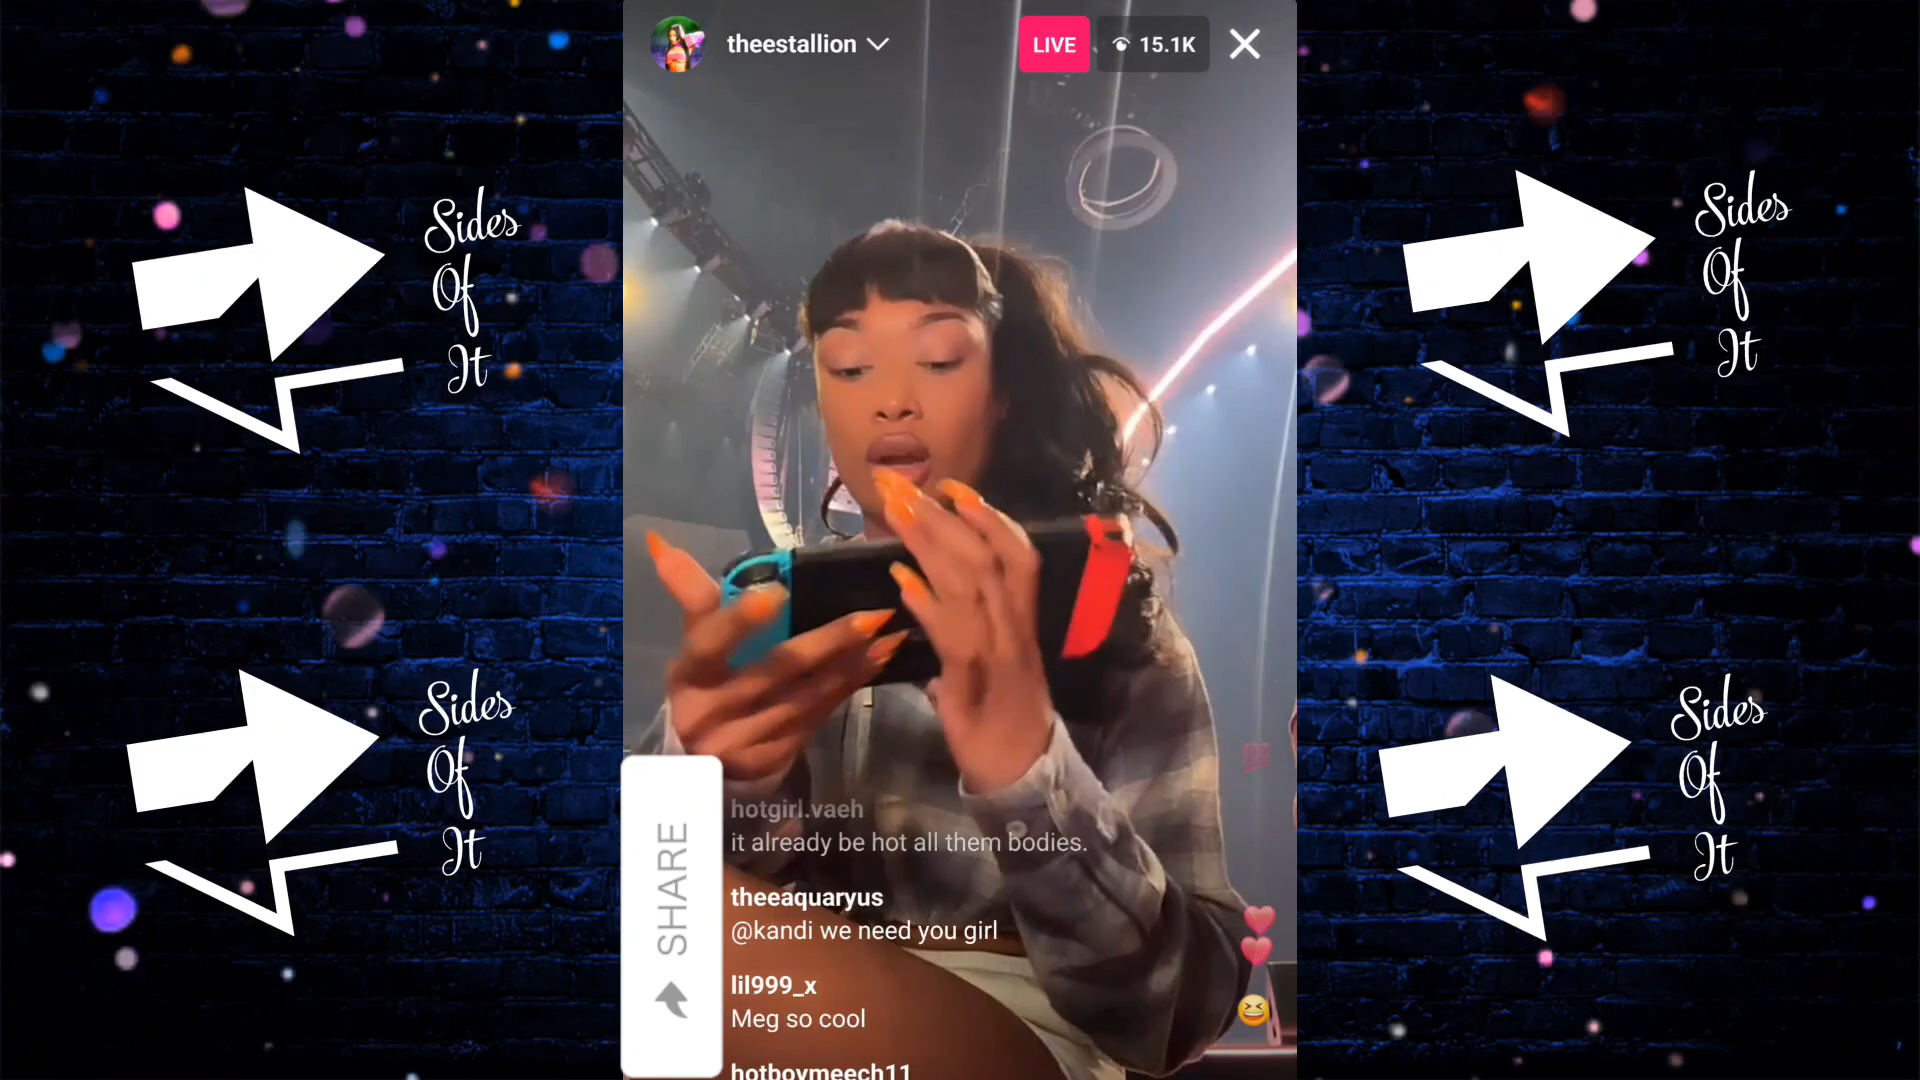 theestallion
LIVE
15.1K
Sides
Of
It
Sides
Of
It
Sides
Of
It
Sides
Of
It
SHARE
hotgirl.vaeh
it already be hot all them bodies.
theeaquaryus
@kandi we need you girl
lil999_x
Meg so cool
hotboymeech11